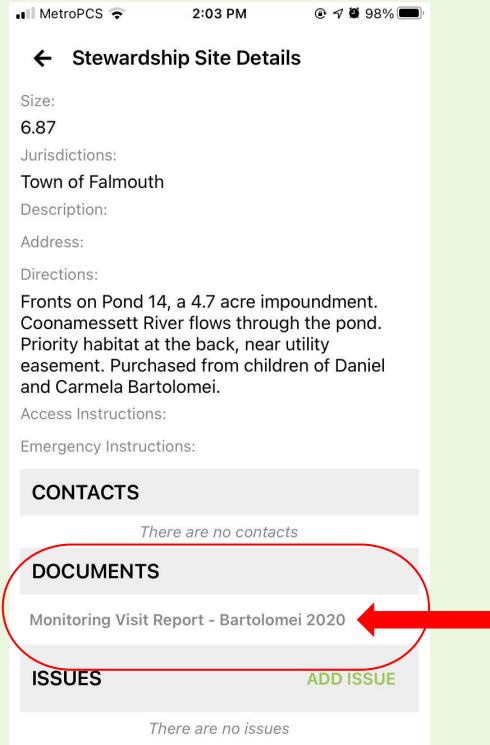 MetroPCS 2:03 PM 98%
Stewardship Site Details
Size:
6.87
Jurisdictions:
Town of Falmouth
Description:
Address:
Directions:
Fronts on Pond 14, a 4.7 acre impoundment.
Coonamessett River flows through the pond.
Priority habitat at the back, near utility
easement. Purchased from children of Daniel
and Carmela Bartolomei.
Access Instructions:
Emergency Instructions:
CONTACTS
There are no contacts
DOCUMENTS
Monitoring Visit Report - Bartolomei 2020
ISSUES ADD ISSUE
There are no issues